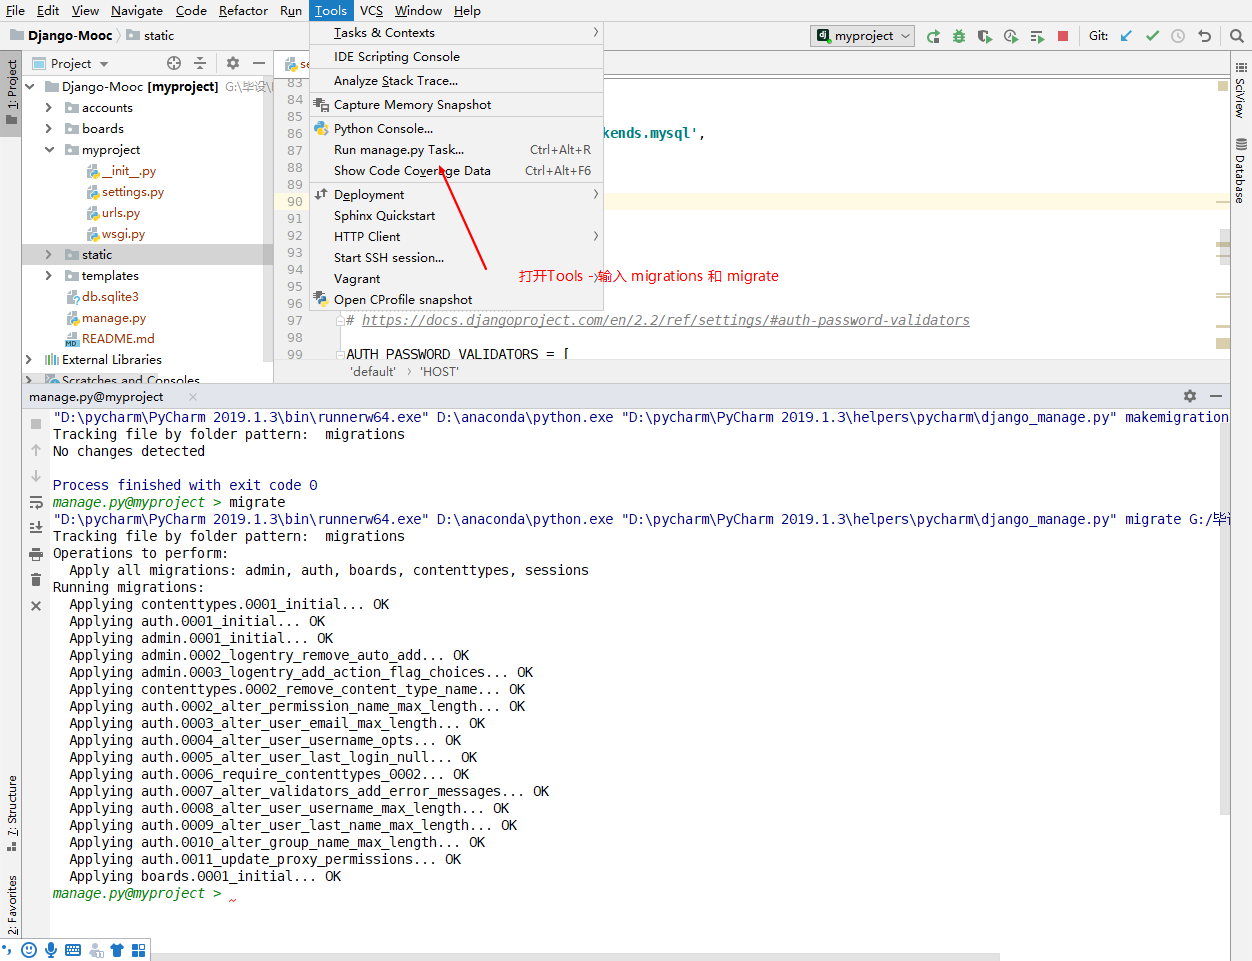 File Edit View Navigate Code Refactor Run Tools VCS Window Help
Django-Mooc static
myproject
Git:
1: Project
Project
Django-Mooc [myproject] G:\毕设\
accounts
boards
myproject
__init__.py
settings.py
urls.py
wsgi.py
static
templates
db.sqlite3
manage.py
README.md
External Libraries
Scratches and Consoles
Tasks & Contexts
IDE Scripting Console
Analyze Stack Trace...
Capture Memory Snapshot
Python Console...
Run manage.py Task... Ctrl+Alt+R
Show Code Coverage Data Ctrl+Alt+F6
Deployment
Sphinx Quickstart
HTTP Client
Start SSH session...
Vagrant
Open CProfile snapshot
83
84
85
86 kends.mysql',
87
88
89
90
91
92
93
94
95
96
97 # https://docs.djangoproject.com/en/2.2/ref/settings/#auth-password-validators
98
99 AUTH_PASSWORD_VALIDATORS = [
打开Tools - 输入 migrations 和 migrate
'default' 'HOST'
SciView
Database
manage.py@myproject
"D:\pycharm\PyCharm 2019.1.3\bin\runnerw64.exe" D:\anaconda\python.exe "D:\pycharm\PyCharm 2019.1.3\helpers\pycharm\django_manage.py" makemigration
Tracking file by folder pattern:  migrations
No changes detected
Process finished with exit code 0
manage.py@myproject > migrate
"D:\pycharm\PyCharm 2019.1.3\bin\runnerw64.exe" D:\anaconda\python.exe "D:\pycharm\PyCharm 2019.1.3\helpers\pycharm\django_manage.py" migrate G:/毕
Tracking file by folder pattern:  migrations
Operations to perform:
  Apply all migrations: admin, auth, boards, contenttypes, sessions
Running migrations:
  Applying contenttypes.0001_initial... OK
  Applying auth.0001_initial... OK
  Applying admin.0001_initial... OK
  Applying admin.0002_logentry_remove_auto_add... OK
  Applying admin.0003_logentry_add_action_flag_choices... OK
  Applying contenttypes.0002_remove_content_type_name... OK
  Applying auth.0002_alter_permission_name_max_length... OK
  Applying auth.0003_alter_user_email_max_length... OK
  Applying auth.0004_alter_user_username_opts... OK
  Applying auth.0005_alter_user_last_login_null... OK
  Applying auth.0006_require_contenttypes_0002... OK
  Applying auth.0007_alter_validators_add_error_messages... OK
  Applying auth.0008_alter_user_username_max_length... OK
  Applying auth.0009_alter_user_last_name_max_length... OK
  Applying auth.0010_alter_group_name_max_length... OK
  Applying auth.0011_update_proxy_permissions... OK
  Applying boards.0001_initial... OK
manage.py@myproject >
7: Structure
2: Favorites